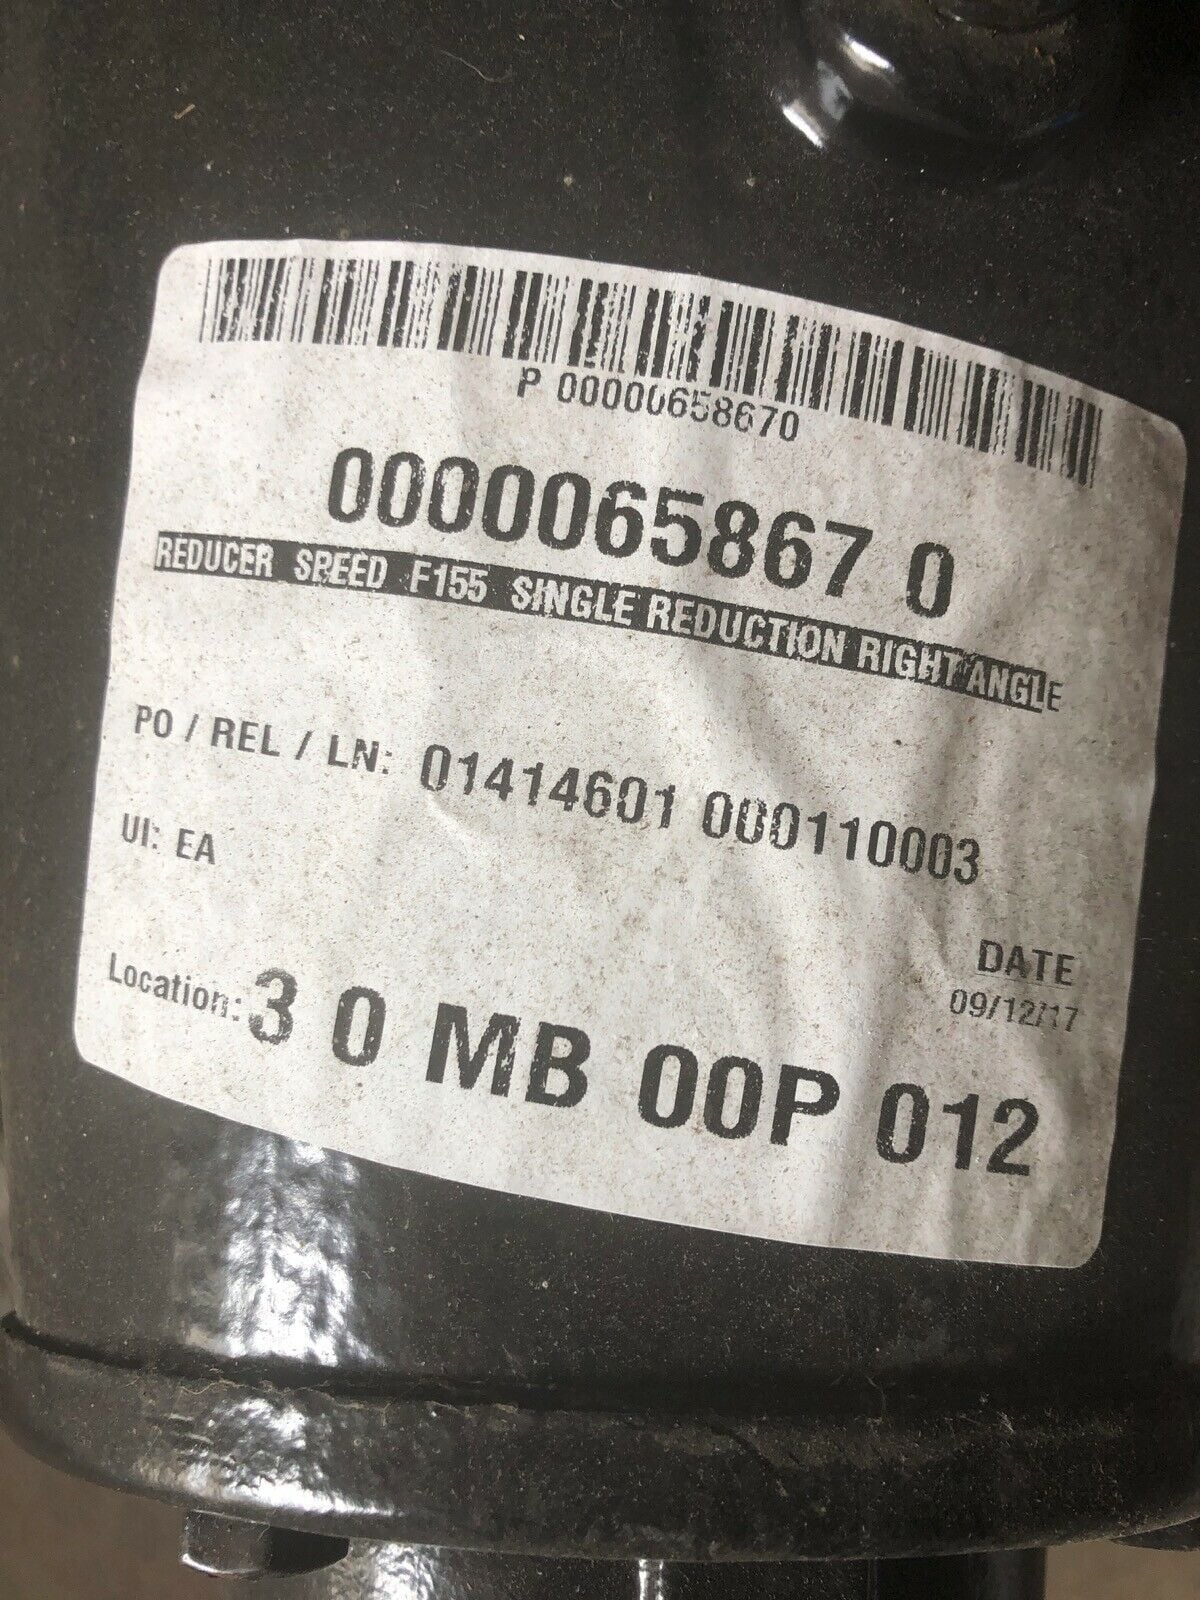 P 00000658670
0000065867 0
REDUCER SPEED F155 SINGLE REDUCTION RIGHT ANGLE
PO / REL / LN: 01414601 000110003
UI: EA
DATE
09/12/17
Location: 3 0 MB 00P 012